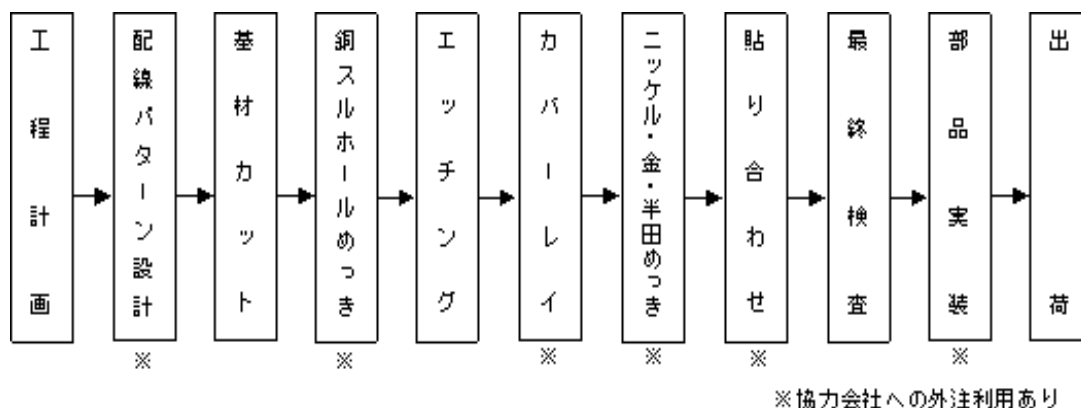 工程計画
配線パターン設計
基材カット
銅スルホールめっき
エッチング
カバーレイ
ニッケル・金・半田めっき
貼り合わせ
最終検査
部品実装
出荷
※
※
※
※
※
※
※協力会社への外注利用あり